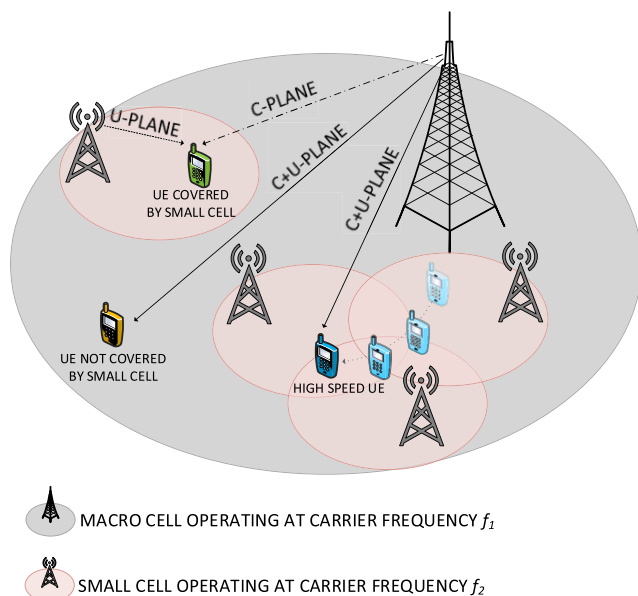 U-PLANE
C-PLANE
C+U-PLANE
C+U-PLANE
UE COVERED
BY SMALL CELL
UE NOT COVERED
BY SMALL CELL
HIGH SPEED UE
MACRO CELL OPERATING AT CARRIER FREQUENCY f1
SMALL CELL OPERATING AT CARRIER FREQUENCY f2